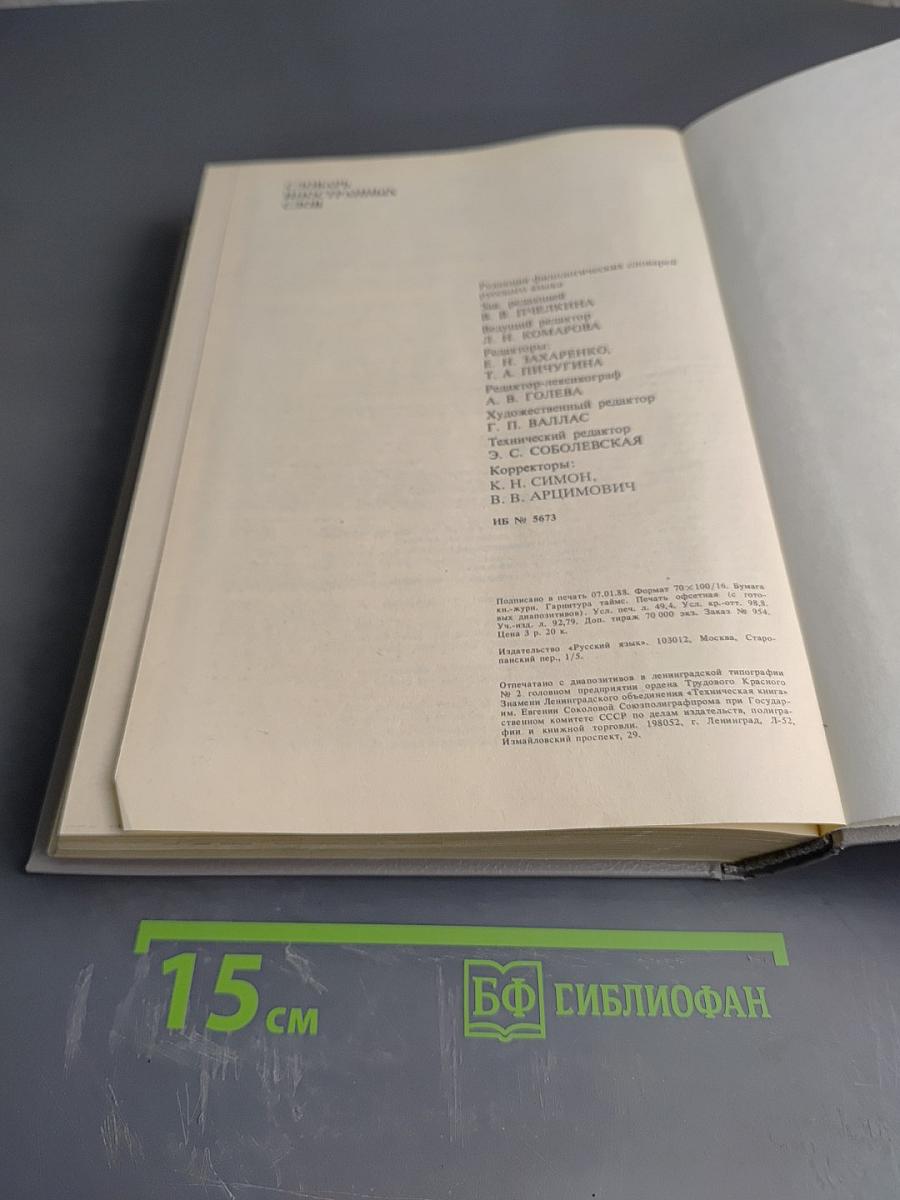 СЛОВАРЬ
ИНОСТРАННЫХ
СЛОВ
Редакция филологических словарей
русского языка
Зав. редакцией
В. В. ПЧЕЛКИНА
Ведущий редактор
Л. Н. КОМАРОВА
Редакторы:
Е. Н. ЗАХАРЕНКО,
Т. А. ПИЧУГИНА
Редактор-лексикограф
А. В. ГОЛЕВА
Художественный редактор
Г. П. ВАЛЛАС
Технический редактор
Э. С. СОБОЛЕВСКАЯ
Корректоры:
К. Н. СИМОН,
В. В. АРЦИМОВИЧ
ИБ № 5673
Подписано в печать 07.01.88. Формат 70×100/16. Бумага
кн.-журн. Гарнитура таймс. Печать офсетная (с гото-
вых диапозитивов). Усл. печ. л. 49,4. Усл. кр.-отт. 98,8.
Уч.-изд. л. 92,79. Доп. тираж 70 000 экз. Заказ № 954.
Цена 3 р. 20 к.
Издательство «Русский язык». 103012, Москва, Старо-
панский пер., 1/5.
Отпечатано с диапозитивов в ленинградской типографии
№ 2 головном предприятии ордена Трудового Красного
Знамени Ленинградского объединения «Техническая книга»
им. Евгении Соколовой Союзполиграфпрома при Государ-
ственном комитете СССР по делам издательств, полигра-
фии и книжной торговли. 198052, г. Ленинград, Л-52,
Измайловский проспект, 29.
15 см
БФ БИБЛИОФАН